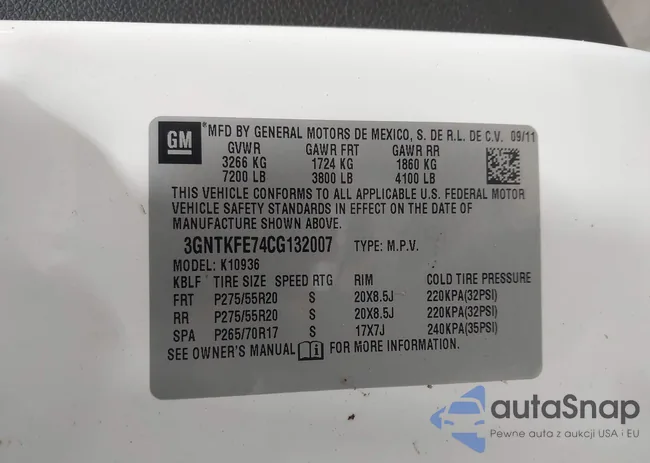 GM
*MFD BY GENERAL MOTORS DE MEXICO, S. DE R.L. DE C.V. 09/11
GVWR GAWR FRT GAWR RR
3266 KG 1724 KG 1860 KG
7200 LB 3800 LB 4100 LB
THIS VEHICLE CONFORMS TO ALL APPLICABLE U.S. FEDERAL MOTOR
VEHICLE SAFETY STANDARDS IN EFFECT ON THE DATE OF
MANUFACTURE SHOWN ABOVE.
3GNTKFE74CG132007 TYPE: M.P.V.
MODEL: K10936
KBLF TIRE SIZE SPEED RTG RIM COLD TIRE PRESSURE
FRT P275/55R20 S 20X8.5J 220KPA(32PSI)
RR P275/55R20 S 20X8.5J 220KPA(32PSI)
SPA P265/70R17 S 17X7J 240KPA(35PSI)
SEE OWNER'S MANUAL FOR MORE INFORMATION.
autaSnap
Pewne auta z aukcji USA i EU